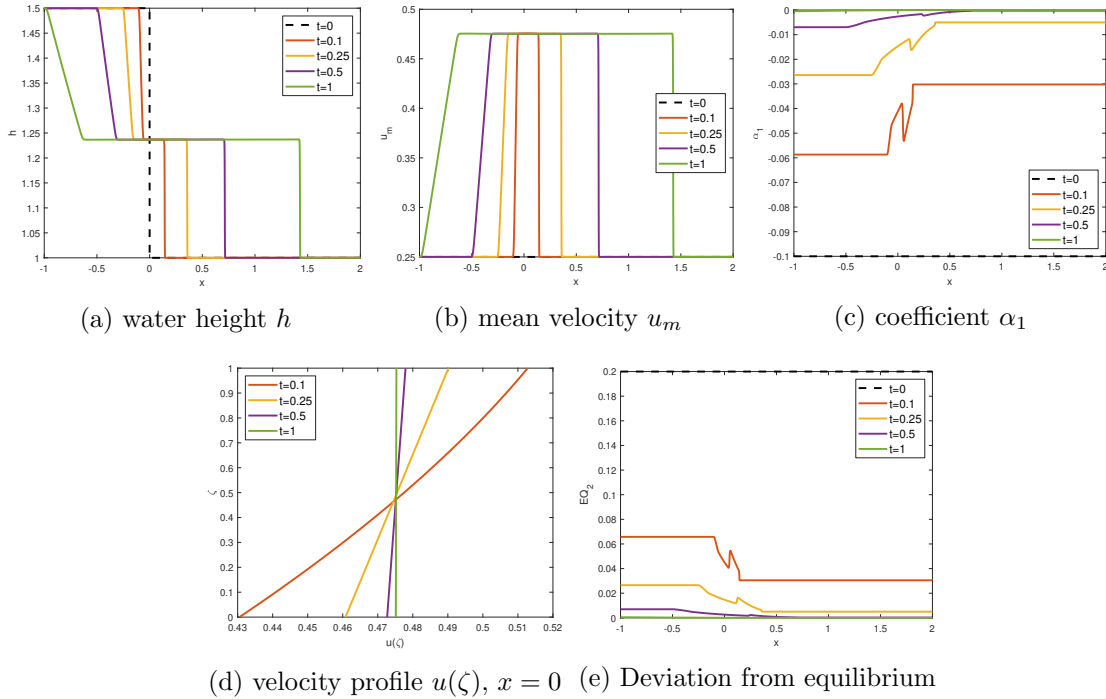 1.5
1.45
1.4
1.35
1.3
1.25
1.2
1.15
1.1
1.05
1
h
-1 -0.5 0 0.5 1 1.5 2
x
t=0
t=0.1
t=0.25
t=0.5
t=1
(a) water height h
0.5
0.45
0.4
0.35
0.3
0.25
u_m
-1 -0.5 0 0.5 1 1.5 2
x
t=0
t=0.1
t=0.25
t=0.5
t=1
(b) mean velocity u_m
0
-0.01
-0.02
-0.03
-0.04
-0.05
-0.06
-0.07
-0.08
-0.09
-0.1
α_1
-1 -0.5 0 0.5 1 1.5 2
x
t=0
t=0.1
t=0.25
t=0.5
t=1
(c) coefficient α_1
1
0.9
0.8
0.7
0.6
0.5
0.4
0.3
0.2
0.1
0
ζ
0.43 0.44 0.45 0.46 0.47 0.48 0.49 0.5 0.51 0.52
u(ζ)
t=0.1
t=0.25
t=0.5
t=1
(d) velocity profile u(ζ), x = 0
0.2
0.18
0.16
0.14
0.12
0.1
0.08
0.06
0.04
0.02
0
EQ_2
-1 -0.5 0 0.5 1 1.5 2
x
t=0
t=0.1
t=0.25
t=0.5
t=1
(e) Deviation from equilibrium